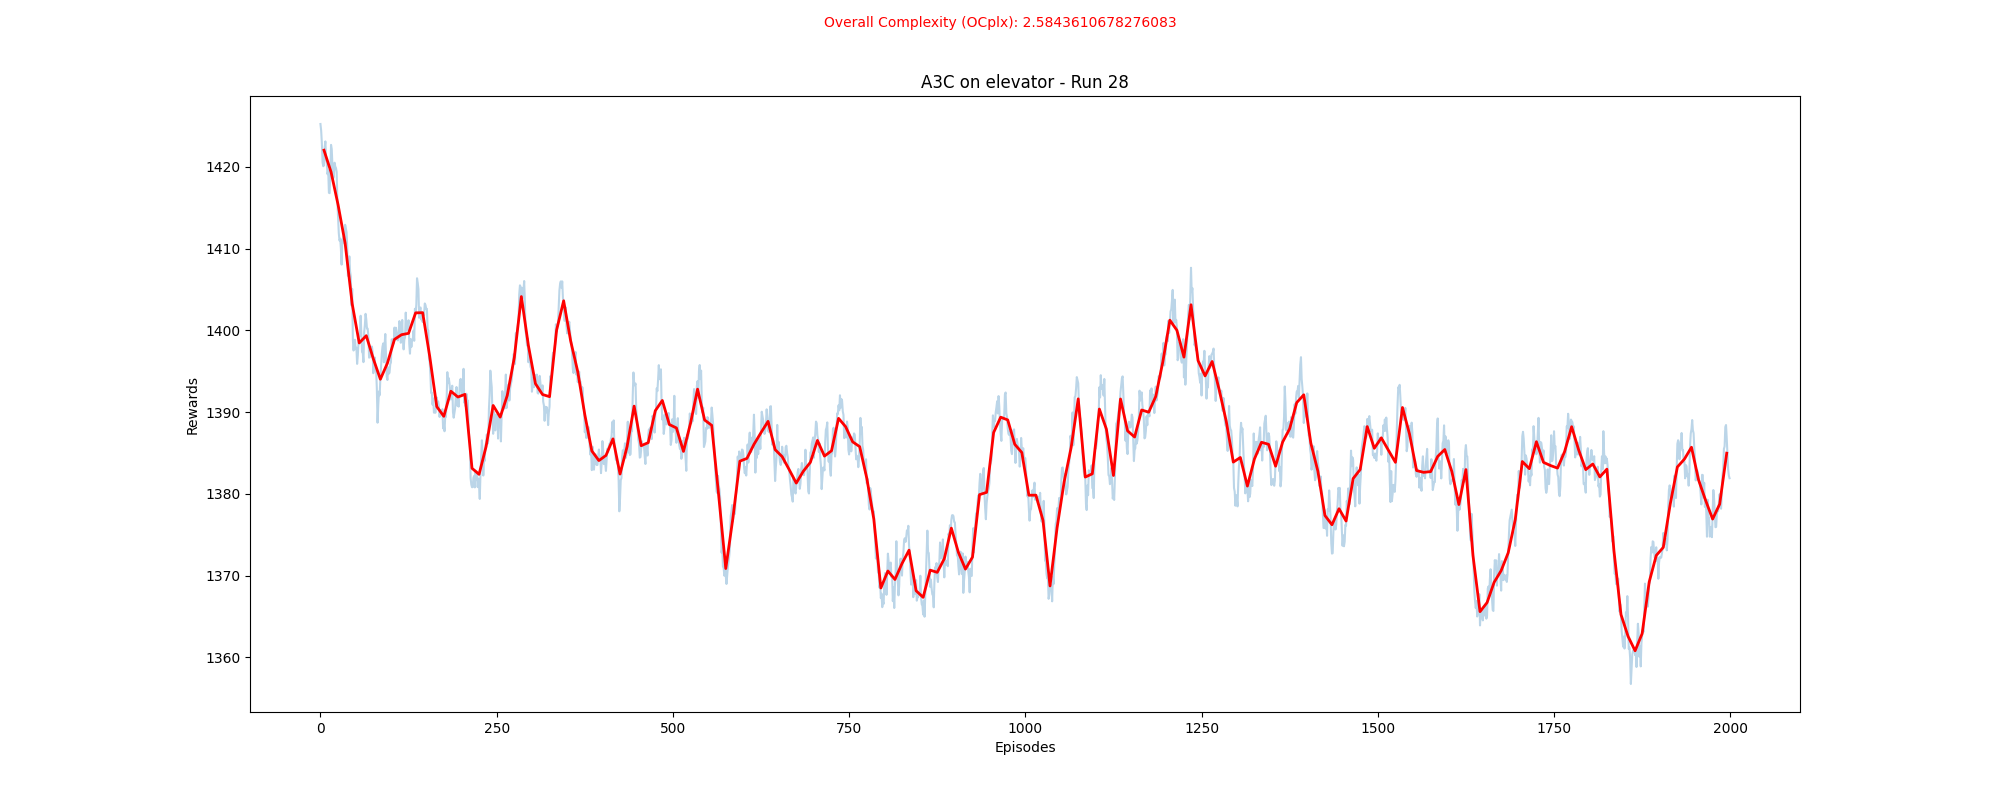 Overall Complexity (OCplx): 2.5843610678276083
A3C on elevator - Run 28
1420
1410
1400
1390
1380
1370
1360
Rewards
0 250 500 750 1000 1250 1500 1750 2000
Episodes